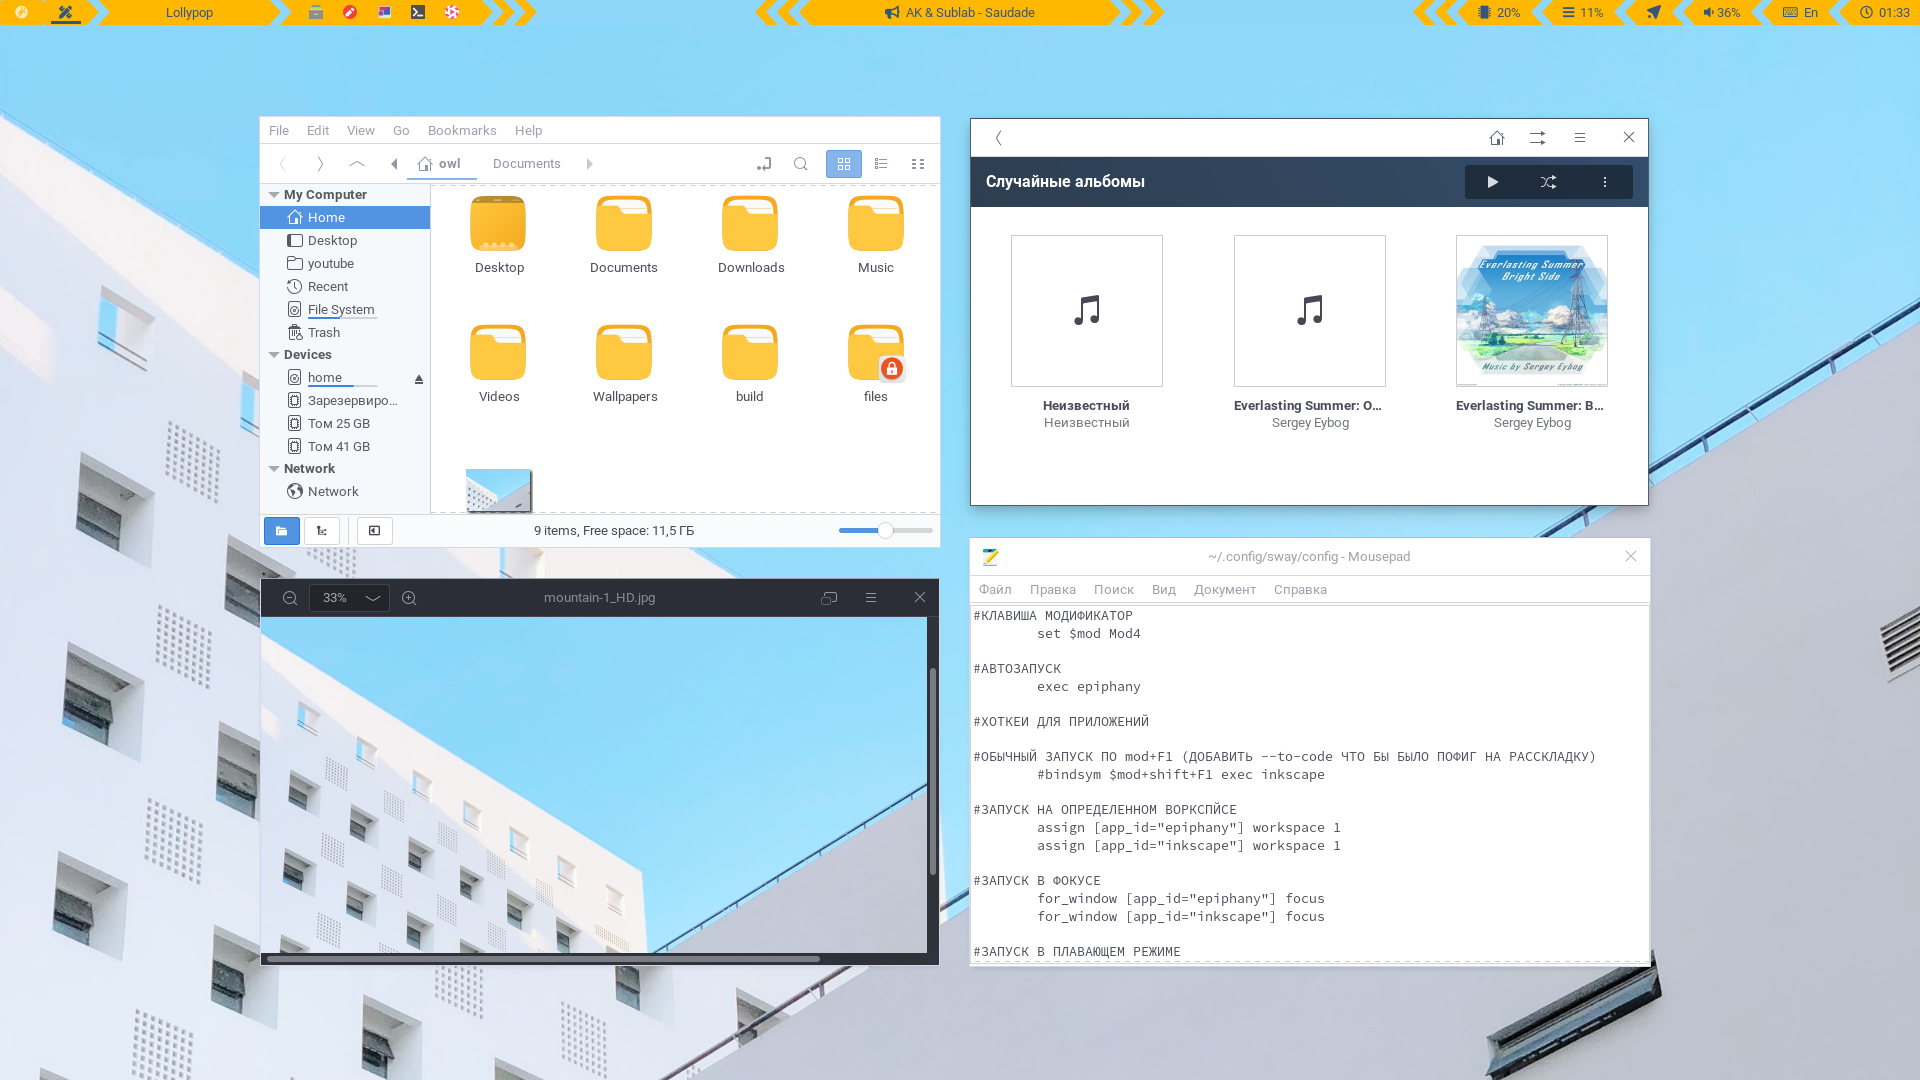 Lollypop
AK & Sublab - Saudade
20%
11%
36%
En
01:33
File Edit View Go Bookmarks Help
owl
Documents
My Computer
Home
Desktop
youtube
Recent
File System
Trash
Devices
home
Зарезервиро...
Том 25 GB
Том 41 GB
Network
Network
Desktop
Documents
Downloads
Music
Videos
Wallpapers
build
files
9 items, Free space: 11,5 ГБ
Случайные альбомы
Everlasting Summer
Bright Side
Music by Sergey Eybog
Неизвестный
Неизвестный
Everlasting Summer: O...
Sergey Eybog
Everlasting Summer: B...
Sergey Eybog
33%
mountain-1_HD.jpg
~/.config/sway/config - Mousepad
Файл Правка Поиск Вид Документ Справка
#КЛАВИША МОДИФИКАТОР
set $mod Mod4
#АВТОЗАПУСК
exec epiphany
#ХОТКЕИ ДЛЯ ПРИЛОЖЕНИЙ
#ОБЫЧНЫЙ ЗАПУСК ПО mod+F1 (ДОБАВИТЬ --to-code ЧТО БЫ БЫЛО ПОФИГ НА РАССКЛАДКУ)
#bindsym $mod+shift+F1 exec inkscape
#ЗАПУСК НА ОПРЕДЕЛЕННОМ ВОРКСПЙСЕ
assign [app_id="epiphany"] workspace 1
assign [app_id="inkscape"] workspace 1
#ЗАПУСК В ФОКУСЕ
for_window [app_id="epiphany"] focus
for_window [app_id="inkscape"] focus
#ЗАПУСК В ПЛАВАЮЩЕМ РЕЖИМЕ